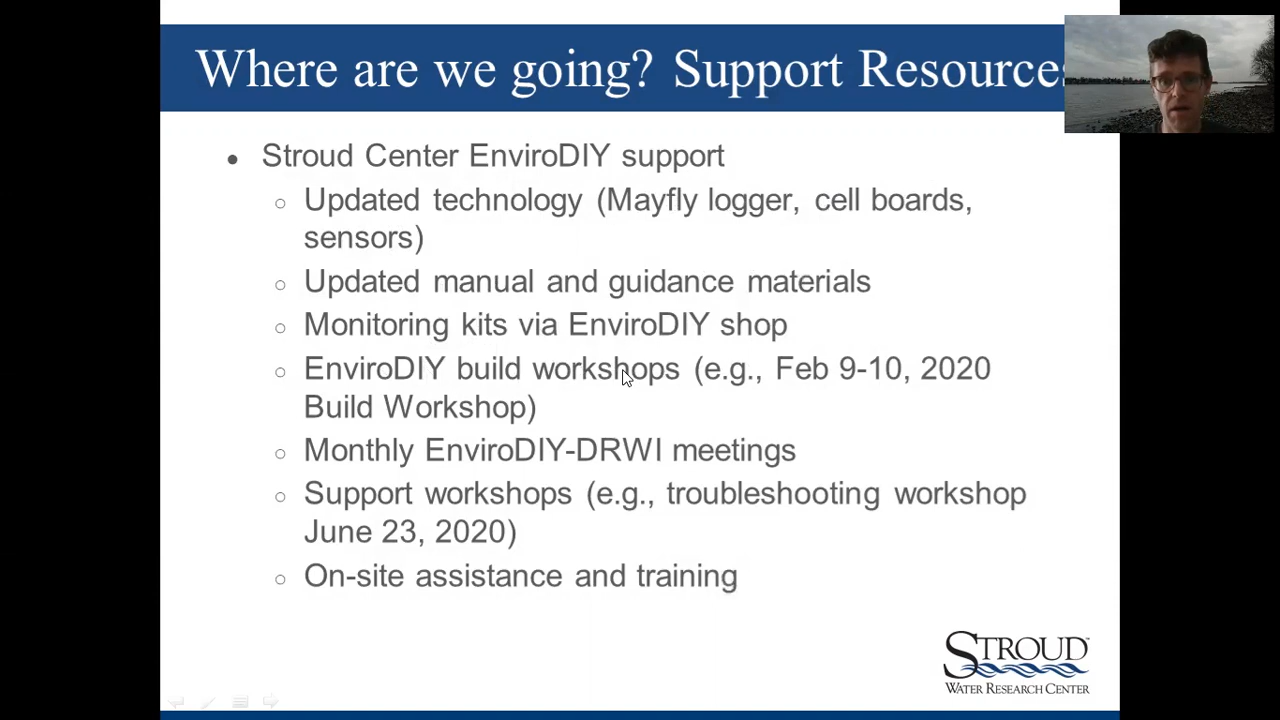 Where are we going? Support Resources
Stroud Center EnviroDIY support
Updated technology (Mayfly logger, cell boards,
sensors)
Updated manual and guidance materials
Monitoring kits via EnviroDIY shop
EnviroDIY build workshops (e.g., Feb 9-10, 2020
Build Workshop)
Monthly EnviroDIY-DRWI meetings
Support workshops (e.g., troubleshooting workshop
June 23, 2020)
On-site assistance and training
STROUD™
WATER RESEARCH CENTER